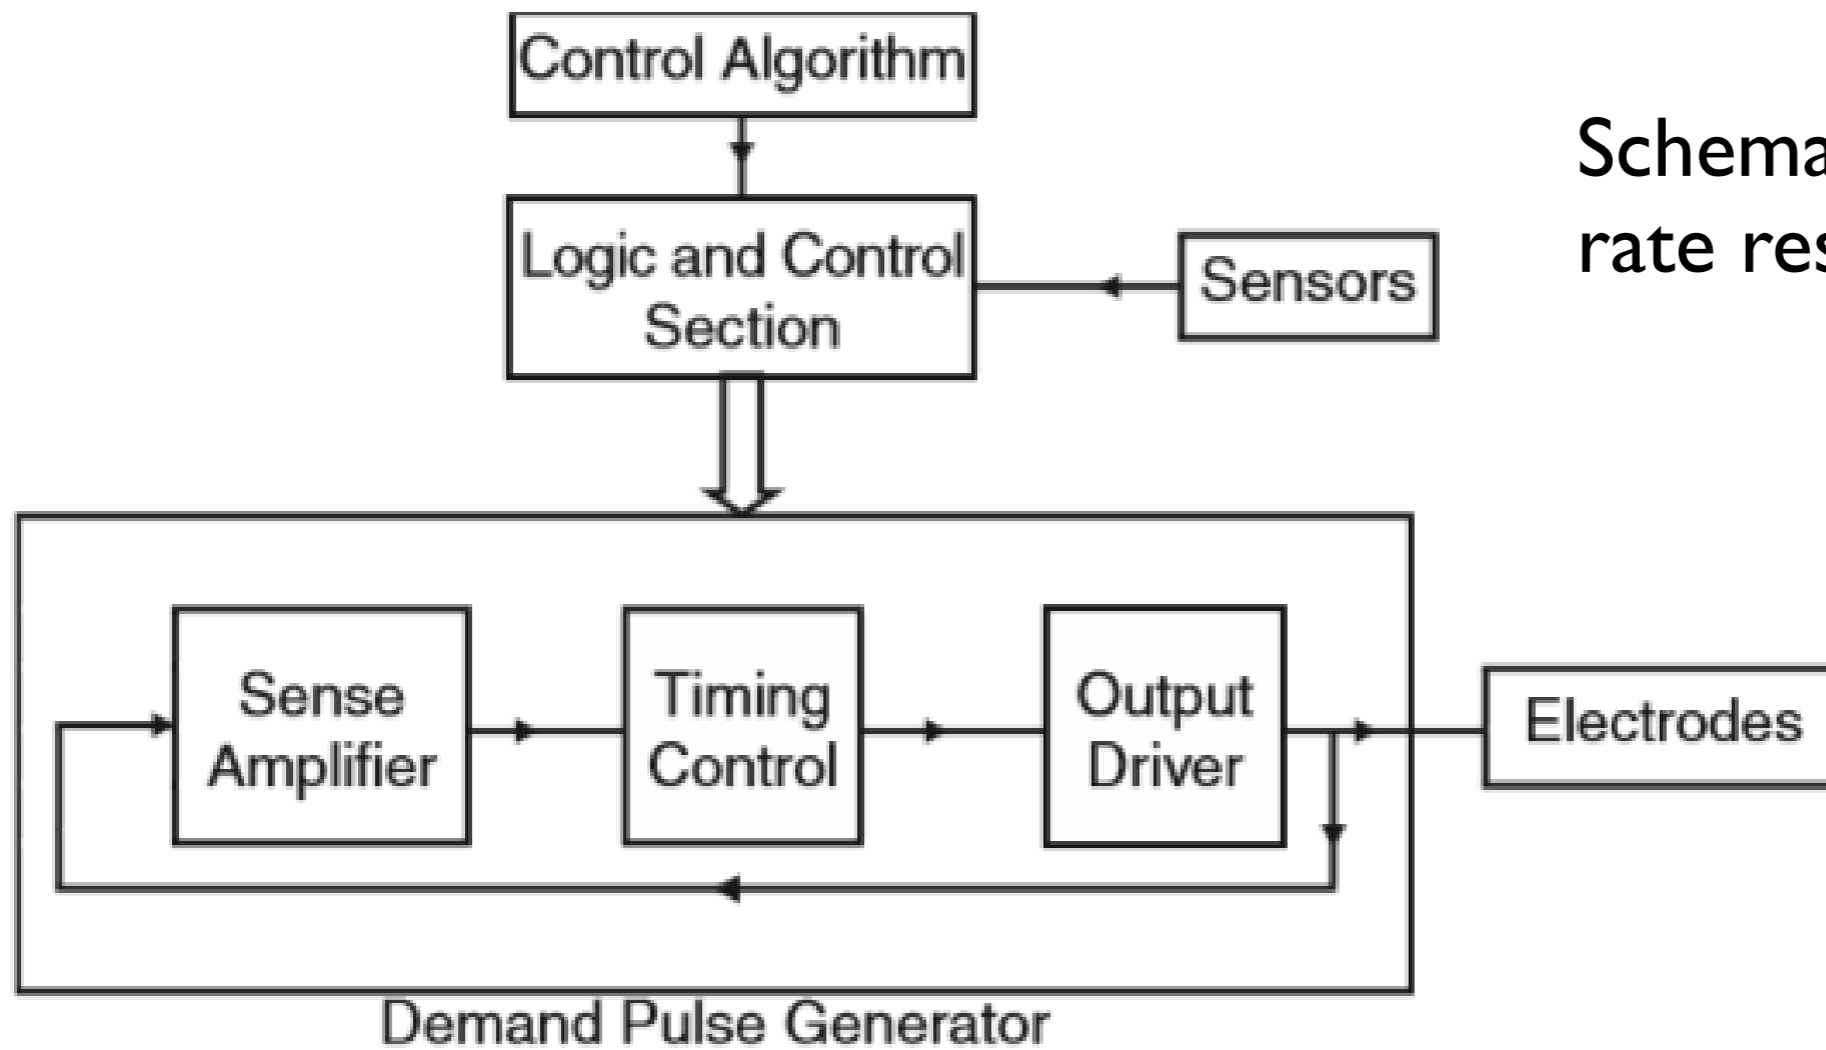 Control Algorithm
Schema
rate res
Logic and Control
Section
Sensors
Sense
Amplifier
Timing
Control
Output
Driver
Electrodes
Demand Pulse Generator